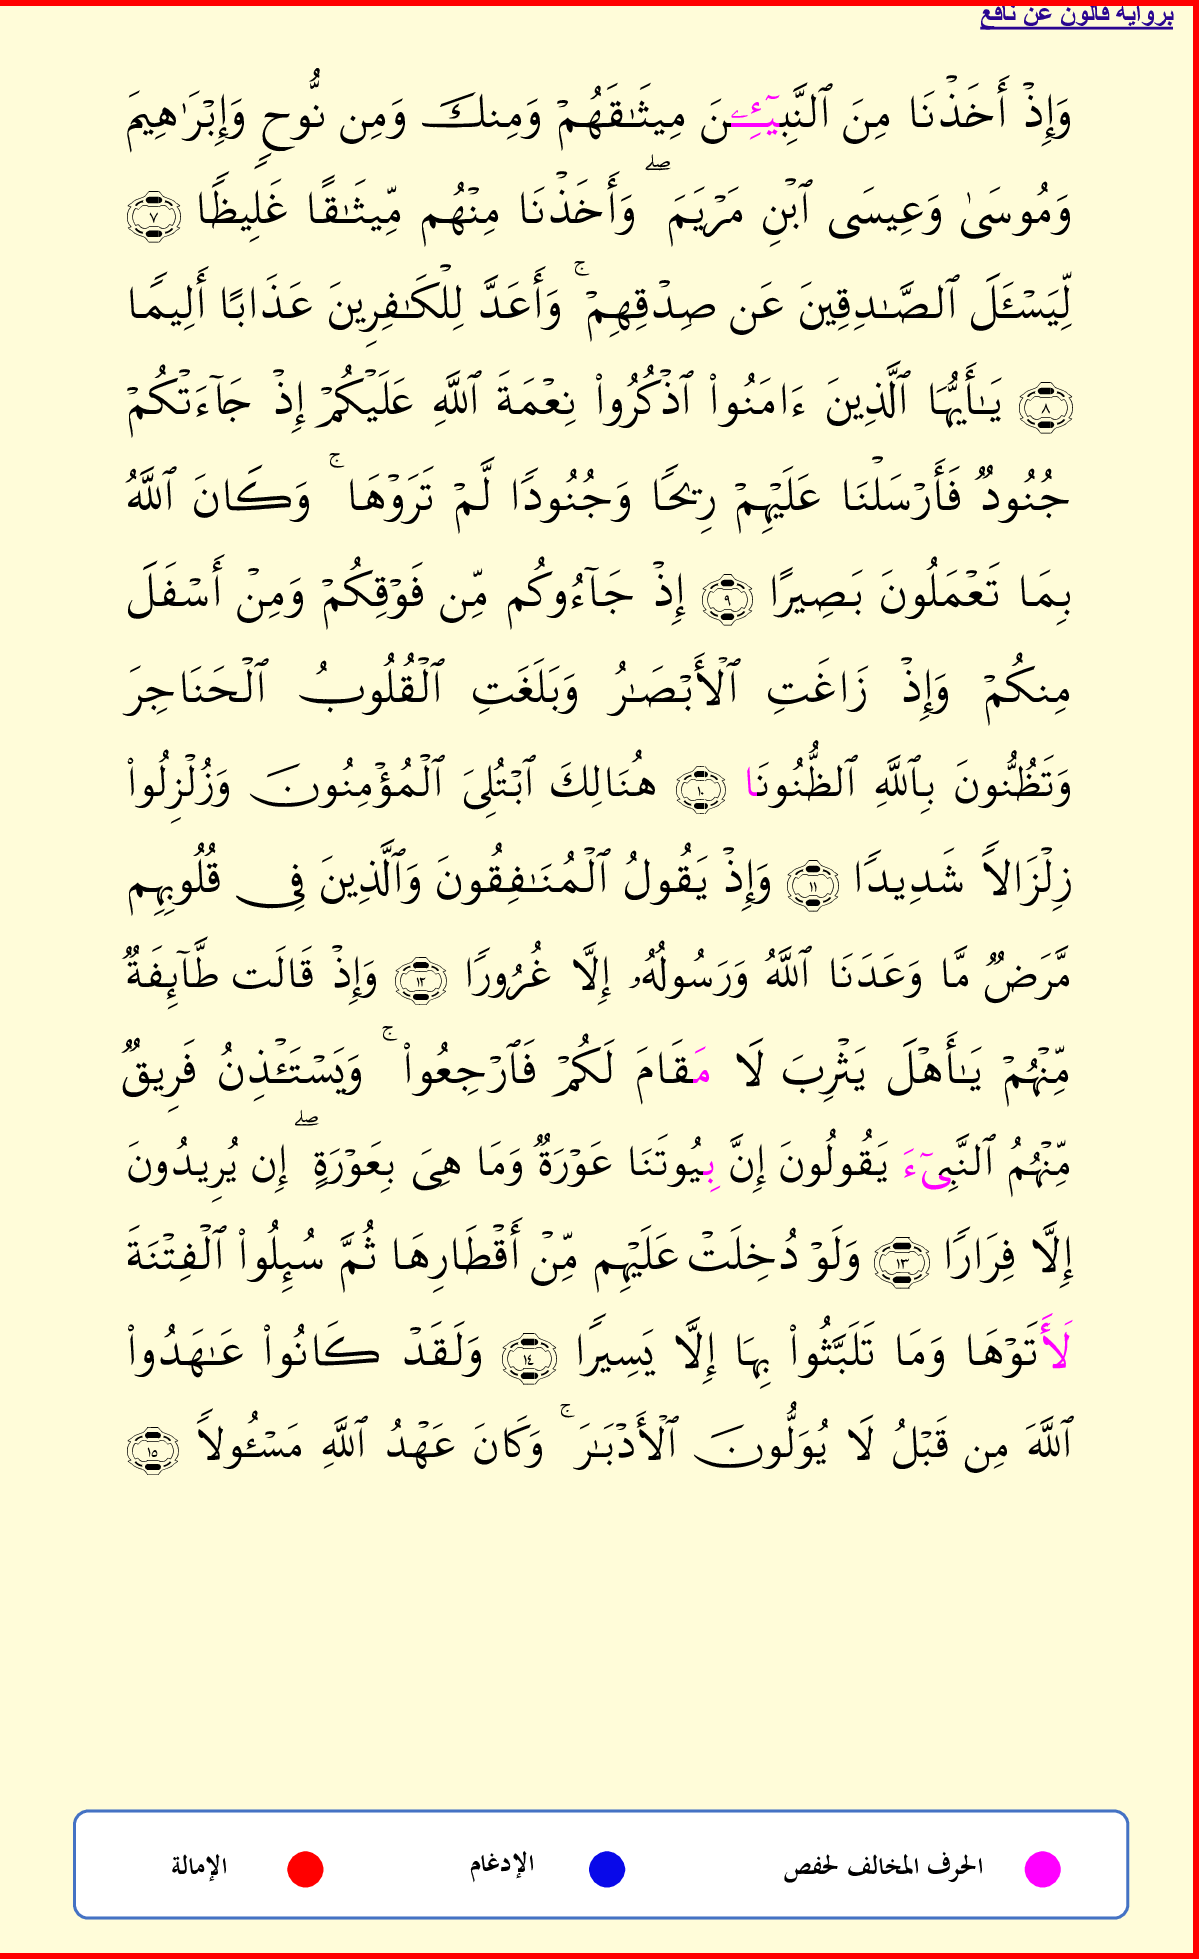 برواية قالون عن نافع
وَإِذْ أَخَذْنَا مِنَ ٱلنَّبِيٓـِٔينَ مِيثَٰقَهُمْ وَمِنكَ وَمِن نُّوحٍ وَإِبْرَٰهِيمَ
وَمُوسَىٰ وَعِيسَى ٱبْنِ مَرْيَمَ ۖ وَأَخَذْنَا مِنْهُم مِّيثَٰقًا غَلِيظًا ٧
لِّيَسْـَٔلَ ٱلصَّٰدِقِينَ عَن صِدْقِهِمْ ۚ وَأَعَدَّ لِلْكَٰفِرِينَ عَذَابًا أَلِيمًا
٨ يَٰأَيُّهَا ٱلَّذِينَ ءَامَنُوا۟ ٱذْكُرُوا۟ نِعْمَةَ ٱللَّهِ عَلَيْكُمْ إِذْ جَآءَتْكُمْ
جُنُودٌ فَأَرْسَلْنَا عَلَيْهِمْ رِيحًا وَجُنُودًا لَّمْ تَرَوْهَا ۚ وَكَانَ ٱللَّهُ
بِمَا تَعْمَلُونَ بَصِيرًا ٩ إِذْ جَآءُوكُم مِّن فَوْقِكُمْ وَمِنْ أَسْفَلَ
مِنكُمْ وَإِذْ زَاغَتِ ٱلْأَبْصَٰرُ وَبَلَغَتِ ٱلْقُلُوبُ ٱلْحَنَاجِرَ
وَتَظُنُّونَ بِٱللَّهِ ٱلظُّنُونَا ١٠ هُنَالِكَ ٱبْتُلِىَ ٱلْمُؤْمِنُونَ وَزُلْزِلُوا۟
زِلْزَالًا شَدِيدًا ١١ وَإِذْ يَقُولُ ٱلْمُنَٰفِقُونَ وَٱلَّذِينَ فِى قُلُوبِهِم
مَّرَضٌ مَّا وَعَدَنَا ٱللَّهُ وَرَسُولُهُۥ إِلَّا غُرُورًا ١٢ وَإِذْ قَالَت طَّآئِفَةٌ
مِّنْهُمْ يَٰأَهْلَ يَثْرِبَ لَا مَقَامَ لَكُمْ فَٱرْجِعُوا۟ ۚ وَيَسْتَـْٔذِنُ فَرِيقٌ
مِّنْهُمُ ٱلنَّبِىٓءَ يَقُولُونَ إِنَّ بِيُوتَنَا عَوْرَةٌ وَمَا هِىَ بِعَوْرَةٍ ۖ إِن يُرِيدُونَ
إِلَّا فِرَارًا ١٣ وَلَوْ دُخِلَتْ عَلَيْهِم مِّنْ أَقْطَارِهَا ثُمَّ سُئِلُوا۟ ٱلْفِتْنَةَ
لَأَتَوْهَا وَمَا تَلَبَّثُوا۟ بِهَا إِلَّا يَسِيرًا ١٤ وَلَقَدْ كَانُوا۟ عَٰهَدُوا۟
ٱللَّهَ مِن قَبْلُ لَا يُوَلُّونَ ٱلْأَدْبَٰرَ ۚ وَكَانَ عَهْدُ ٱللَّهِ مَسْـُٔولًا ١٥
الحرف المخالف لحفص الإدغام الإمالة